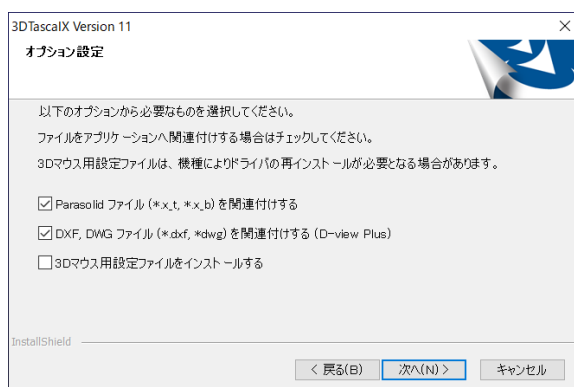 3DTascalX Version 11
オプション設定
以下のオプションから必要なものを選択してください。
ファイルをアプリケーションへ関連付けする場合はチェックしてください。
3Dマウス用設定ファイルは、機種によりドライバの再インストールが必要となる場合があります。
Parasolid ファイル (*.x_t, *.x_b) を関連付けする
DXF, DWG ファイル (*.dxf, *dwg) を関連付けする (D-view Plus)
3Dマウス用設定ファイルをインストールする
InstallShield
< 戻る(B) 次へ(N) > キャンセル